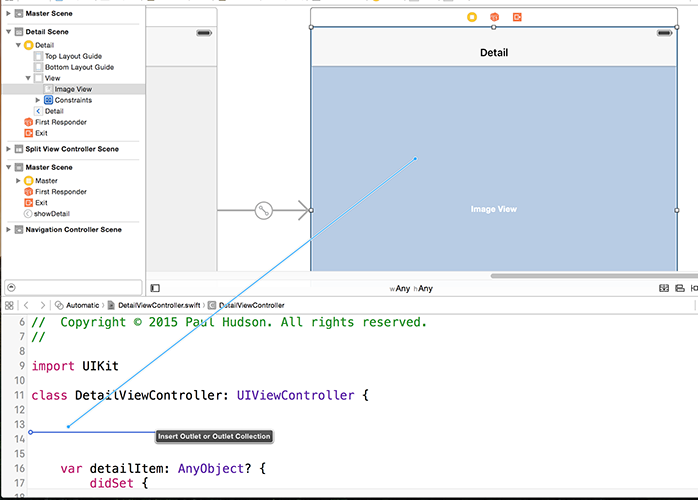 Master Scene
Detail Scene
Detail
Top Layout Guide
Bottom Layout Guide
View
Image View
Constraints
Detail
First Responder
Exit
Split View Controller Scene
Master Scene
Master
First Responder
Exit
showDetail
Navigation Controller Scene
Detail
Image View
wAny hAny
Automatic DetailViewController.swift DetailViewController
6 // Copyright © 2015 Paul Hudson. All rights reserved.
7 //
8
9 import UIKit
10
11 class DetailViewController: UIViewController {
12
13
14 Insert Outlet or Outlet Collection
15
16 var detailItem: AnyObject? {
17 didSet {
18